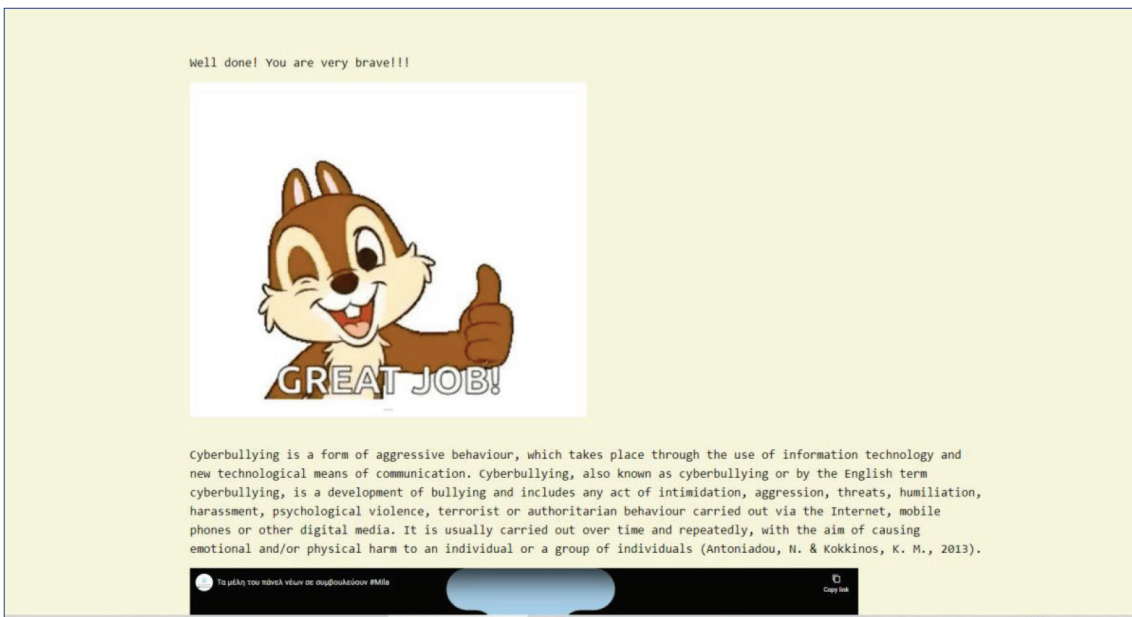 Well done! You are very brave!!!
GREAT JOB!
Cyberbullying is a form of aggressive behaviour, which takes place through the use of information technology and
new technological means of communication. Cyberbullying, also known as cyberbullying or by the English term
cyberbullying, is a development of bullying and includes any act of intimidation, aggression, threats, humiliation,
harassment, psychological violence, terrorist or authoritarian behaviour carried out via the Internet, mobile
phones or other digital media. It is usually carried out over time and repeatedly, with the aim of causing
emotional and/or physical harm to an individual or a group of individuals (Antoniadou, N. & Kokkinos, K. M., 2013).
Τα μέλη του πάνελ νέων σε συμβουλεύουν #Mila
Copy link